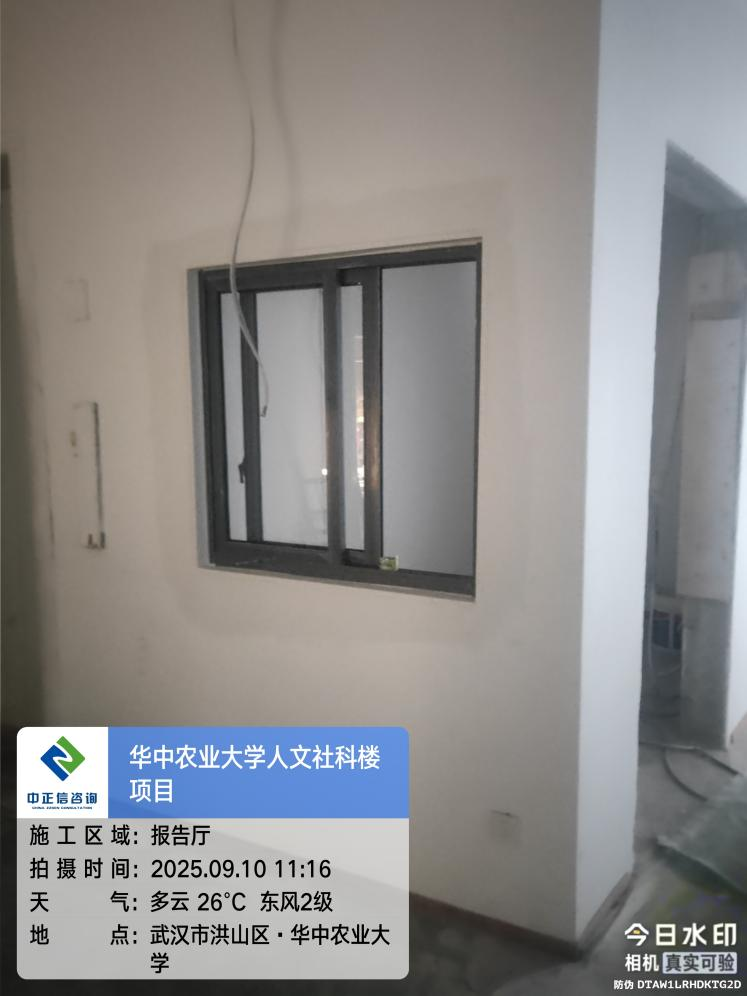 中正信咨询
CHINA ZZXIN CONSULTATION
华中农业大学人文社科楼
项目
施工区域：报告厅
拍摄时间：2025.09.10 11:16
天气：多云 26°C 东风2级
地点：武汉市洪山区·华中农业大
学
今日水印
相机 真实可验
防伪 DTAW1LRHDKTG2D